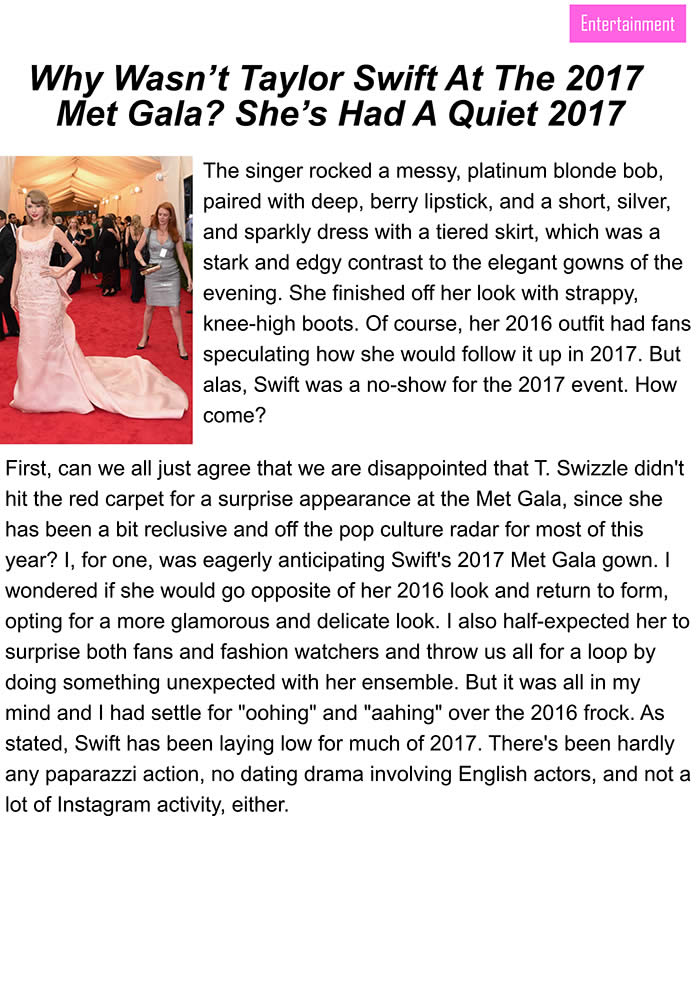 Entertainment
Why Wasn’t Taylor Swift At The 2017
Met Gala? She’s Had A Quiet 2017
The singer rocked a messy, platinum blonde bob,
paired with deep, berry lipstick, and a short, silver,
and sparkly dress with a tiered skirt, which was a
stark and edgy contrast to the elegant gowns of the
evening. She finished off her look with strappy,
knee-high boots. Of course, her 2016 outfit had fans
speculating how she would follow it up in 2017. But
alas, Swift was a no-show for the 2017 event. How
come?
First, can we all just agree that we are disappointed that T. Swizzle didn't
hit the red carpet for a surprise appearance at the Met Gala, since she
has been a bit reclusive and off the pop culture radar for most of this
year? I, for one, was eagerly anticipating Swift's 2017 Met Gala gown. I
wondered if she would go opposite of her 2016 look and return to form,
opting for a more glamorous and delicate look. I also half-expected her to
surprise both fans and fashion watchers and throw us all for a loop by
doing something unexpected with her ensemble. But it was all in my
mind and I had settle for "oohing" and "aahing" over the 2016 frock. As
stated, Swift has been laying low for much of 2017. There's been hardly
any paparazzi action, no dating drama involving English actors, and not a
lot of Instagram activity, either.